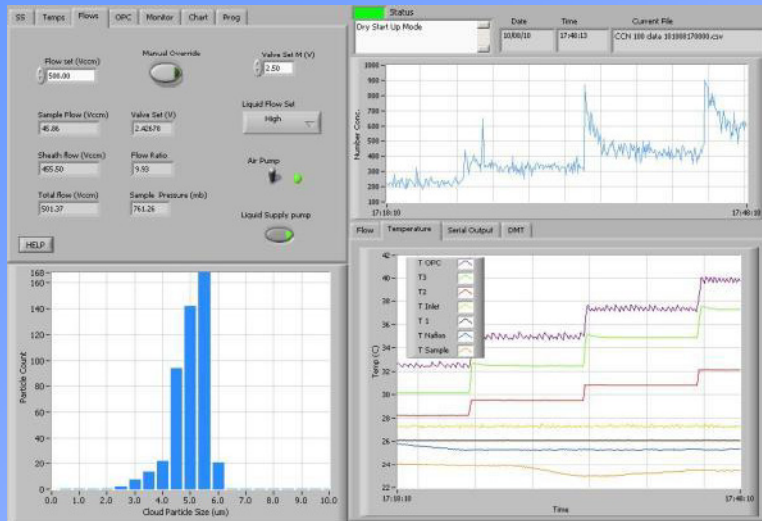 SS Temps Flows OPC Monitor Chart Prog
Flow set (Vccm)
500.00
Manual Override
Valve Set M (V)
2.50
Sample Flow (Vccm)
45.86
Valve Set (V)
2.42678
Liquid Flow Set
High
Sheath flow (Vccm)
455.50
Flow Ratio
9.93
Air Pump
Total flow (Vccm)
501.37
Sample Pressure (mb)
761.26
Liquid Supply pump
HELP
Status
Dry Start Up Mode
Date
10/08/10
Time
17:48:13
Current File
CCN 100 data 101008170000.csv
Number Conc.
1000
900
800
700
600
500
400
300
200
100
17:18:10 17:48:10
Flow Temperature Serial Output DMT
Temp (C)
42
40
38
36
34
32
30
28
26
24
22
T OPC
T3
T2
T Inlet
T 1
T Nafion
T Sample
17:18:10 17:48:10
Time
Particle Count
168
160
140
120
100
80
60
40
20
0
0.0 1.0 2.0 3.0 4.0 5.0 6.0 7.0 8.0 9.0 10.0
Cloud Particle Size (um)